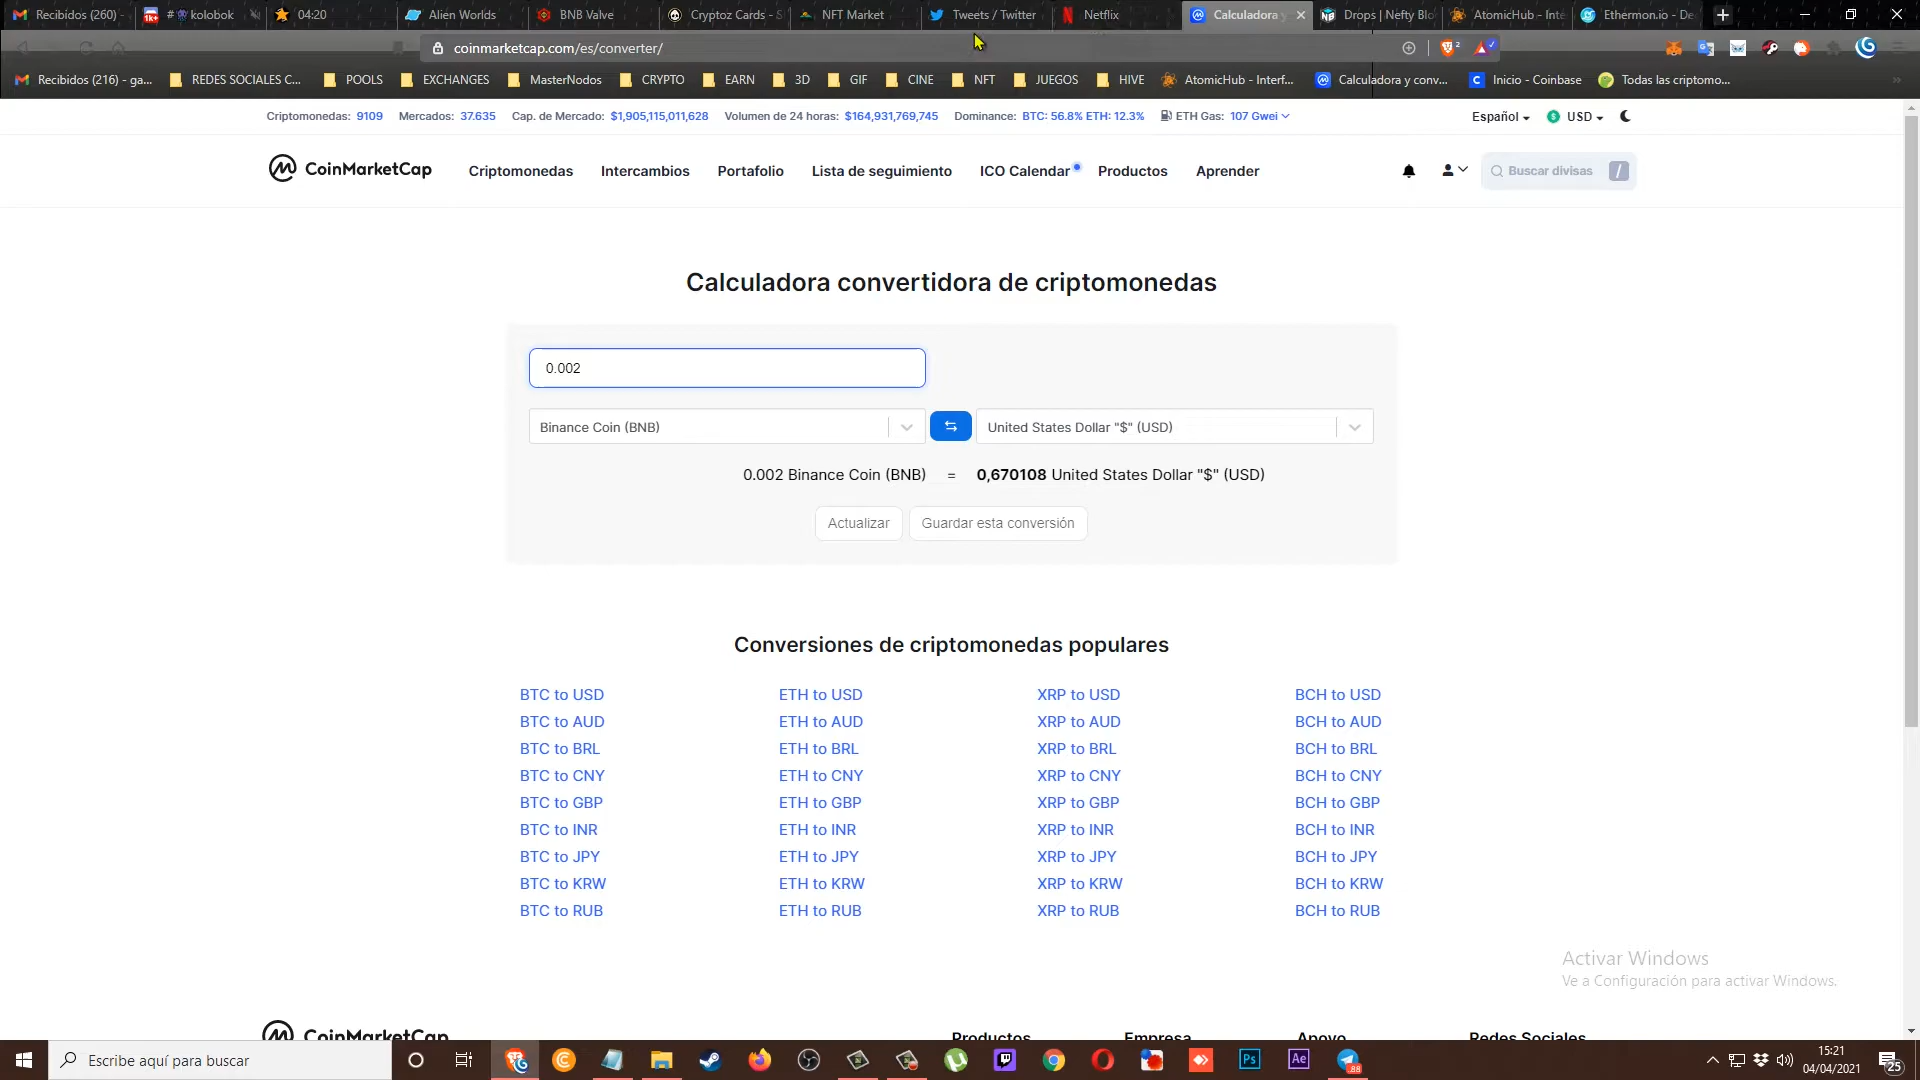 Recibidos (260)
# kolobok
04:20
Alien Worlds
BNB Valve
Cryptoz Cards - S
NFT Market
Tweets / Twitter
Netflix
Calculadora y
Drops | Nefty Blo
AtomicHub - Inte
Ethermon.io - De
coinmarketcap.com/es/converter/
Recibidos (216) - ga...
REDES SOCIALES C...
POOLS
EXCHANGES
MasterNodos
CRYPTO
EARN
3D
GIF
CINE
NFT
JUEGOS
HIVE
AtomicHub - Interf...
Calculadora y conv...
Inicio - Coinbase
Todas las criptomo...
Criptomonedas: 9109 Mercados: 37.635 Cap. de Mercado: $1,905,115,011,628 Volumen de 24 horas: $164,931,769,745 Dominance: BTC: 56.8% ETH: 12.3% ETH Gas: 107 Gwei
Español USD
CoinMarketCap
Criptomonedas
Intercambios
Portafolio
Lista de seguimiento
ICO Calendar
Productos
Aprender
Buscar divisas /
Calculadora convertidora de criptomonedas
0.002
Binance Coin (BNB)
United States Dollar "$" (USD)
0.002 Binance Coin (BNB) = 0,670108 United States Dollar "$" (USD)
Actualizar
Guardar esta conversión
Conversiones de criptomonedas populares
BTC to USD ETH to USD XRP to USD BCH to USD
BTC to AUD ETH to AUD XRP to AUD BCH to AUD
BTC to BRL ETH to BRL XRP to BRL BCH to BRL
BTC to CNY ETH to CNY XRP to CNY BCH to CNY
BTC to GBP ETH to GBP XRP to GBP BCH to GBP
BTC to INR ETH to INR XRP to INR BCH to INR
BTC to JPY ETH to JPY XRP to JPY BCH to JPY
BTC to KRW ETH to KRW XRP to KRW BCH to KRW
BTC to RUB ETH to RUB XRP to RUB BCH to RUB
Activar Windows
Ve a Configuración para activar Windows.
CoinMarketCap
Productos
Empresa
Apoyo
Redes Sociales
Escribe aquí para buscar
Ps
Ae
88
15:21
04/04/2021
25